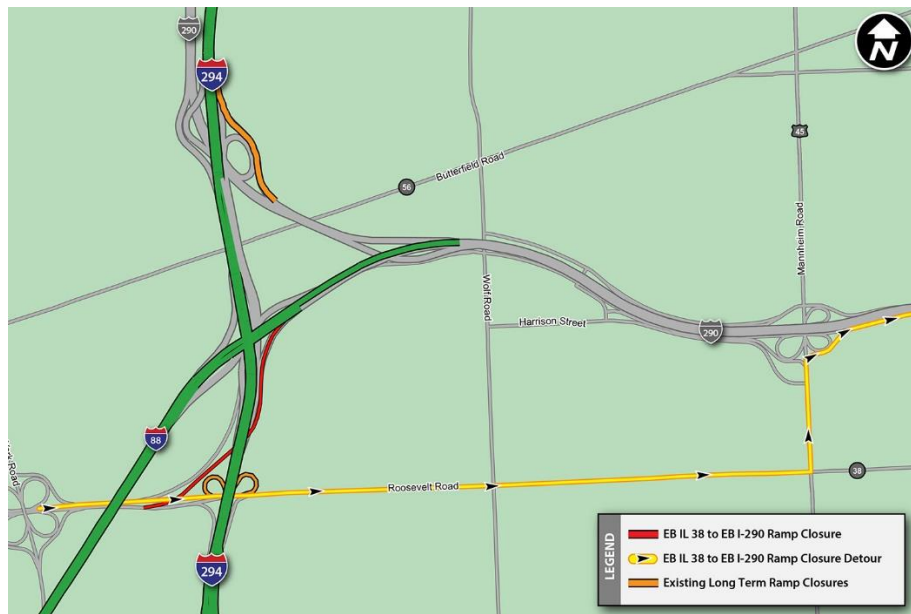 290
294
N
45
Butterfield Road
56
Mannheim Road
Wolf Road
Harrison Street
290
88
Road
38
Roosevelt Road
294
LEGEND
EB IL 38 to EB I-290 Ramp Closure
EB IL 38 to EB I-290 Ramp Closure Detour
Existing Long Term Ramp Closures